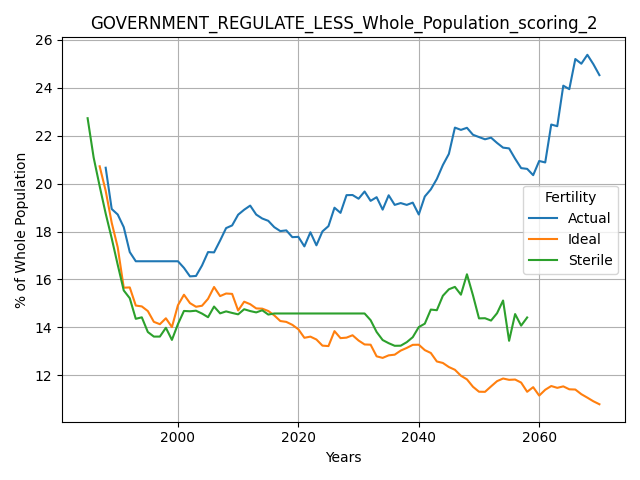 GOVERNMENT_REGULATE_LESS_Whole_Population_scoring_2
% of Whole Population
26
24
22
20
18
16
14
12
Fertility
Actual
Ideal
Sterile
2000
2020
2040
2060
Years